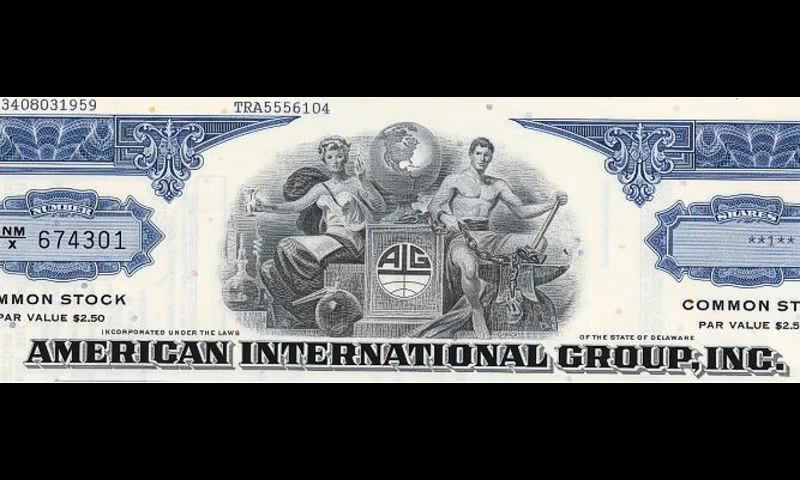 3408031959 TRA5556104
NUMBER SHARES
NM
X 674301 **1**
MMON STOCK COMMON ST
PAR VALUE $2.50 PAR VALUE $2.5
AIG
INCORPORATED UNDER THE LAWS OF THE STATE OF DELAWARE
AMERICAN INTERNATIONAL GROUP, INC.